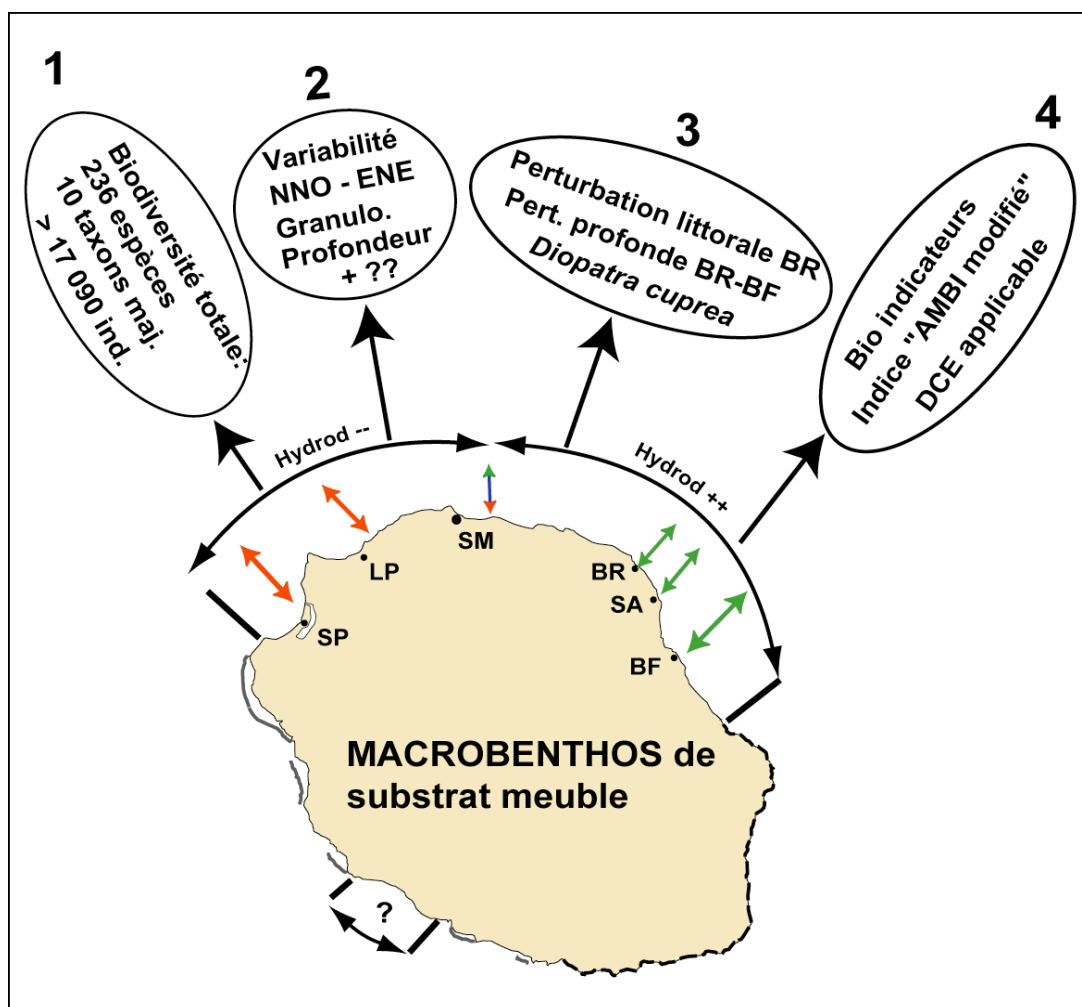 1
Biodiversité totale:
236 espèces
10 taxons maj.
> 17 090 ind.
2
Variabilité
NNO - ENE
Granulo.
Profondeur
+ ??
3
Perturbation littorale BR
Pert. profonde BR-BF
Diopatra cuprea
4
Bio indicateurs
Indice "AMBI modifié"
DCE applicable
Hydrod --
Hydrod ++
SM
LP
BR
SA
SP
BF
MACROBENTHOS de
substrat meuble
?